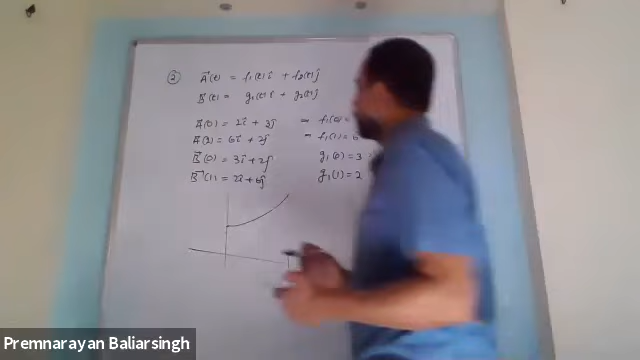 ② A⃗(t) = f₁(t)î + f₂(t)ĵ
B⃗(t) = g₁(t)î + g₂(t)ĵ
A⃗(0) = 2î + 3ĵ ⇒ f₁(0) =
A⃗(1) = 6î + 2ĵ ⇒ f₁(1) = 6
B⃗(0) = 3î + 2ĵ g₁(0) = 3
B⃗(1) = 2î + 6ĵ g₁(1) = 2
Premnarayan Baliarsingh